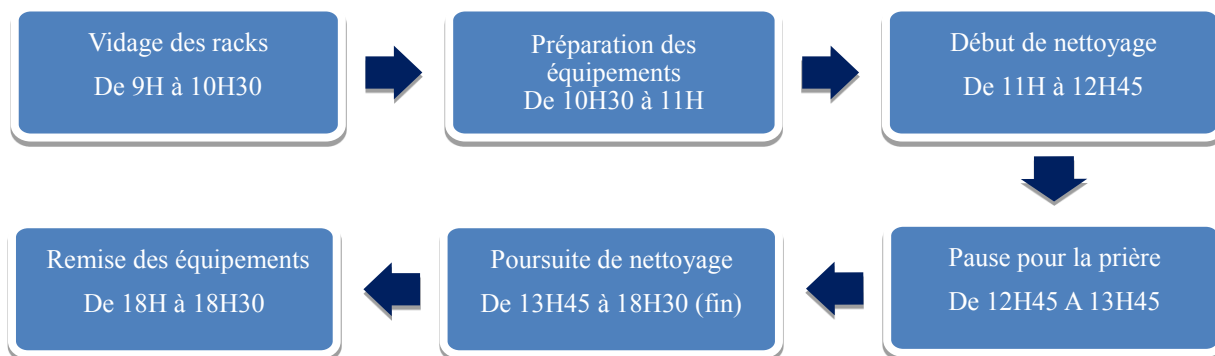 Vidage des racks
De 9H à 10H30
Préparation des
équipements
De 10H30 à 11H
Début de nettoyage
De 11H à 12H45
Pause pour la prière
De 12H45 A 13H45
Poursuite de nettoyage
De 13H45 à 18H30 (fin)
Remise des équipements
De 18H à 18H30